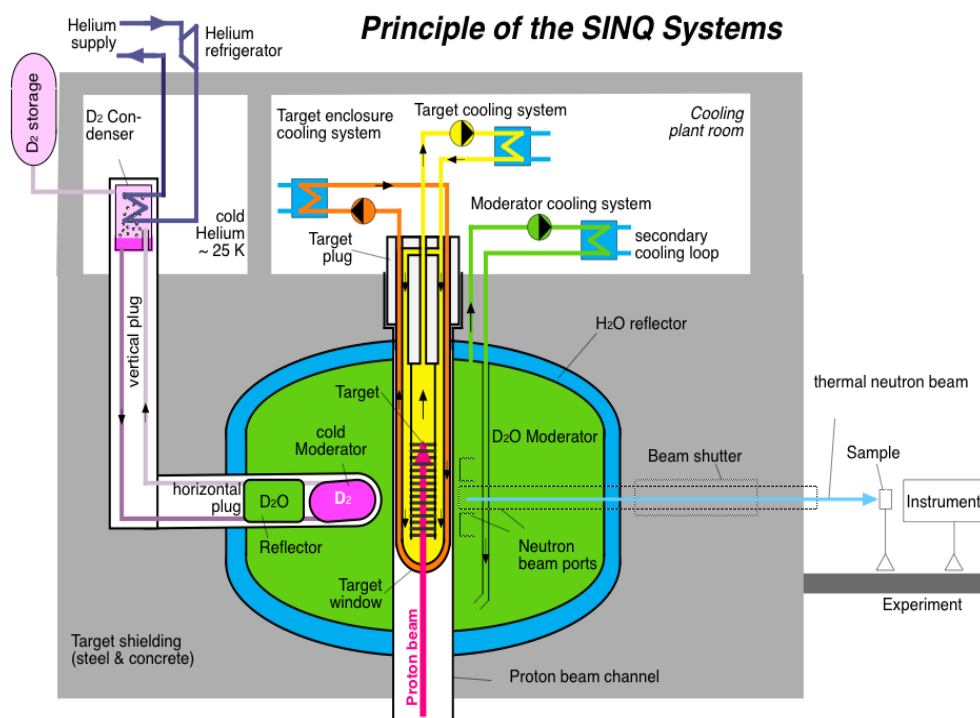 Principle of the SINQ Systems
Helium
supply
Helium
refrigerator
D2 storage
D2 Con-
denser
cold
Helium
~ 25 K
Target enclosure
cooling system
Target cooling system
Cooling
plant room
Moderator cooling system
secondary
cooling loop
Target
plug
vertical plug
H2O reflector
Target
cold
Moderator
D2O Moderator
thermal neutron beam
Beam shutter
Sample
horizontal
plug
D2O
D2
Instrument
Reflector
Neutron
beam ports
Target
window
Experiment
Target shielding
(steel & concrete)
Proton beam
Proton beam channel